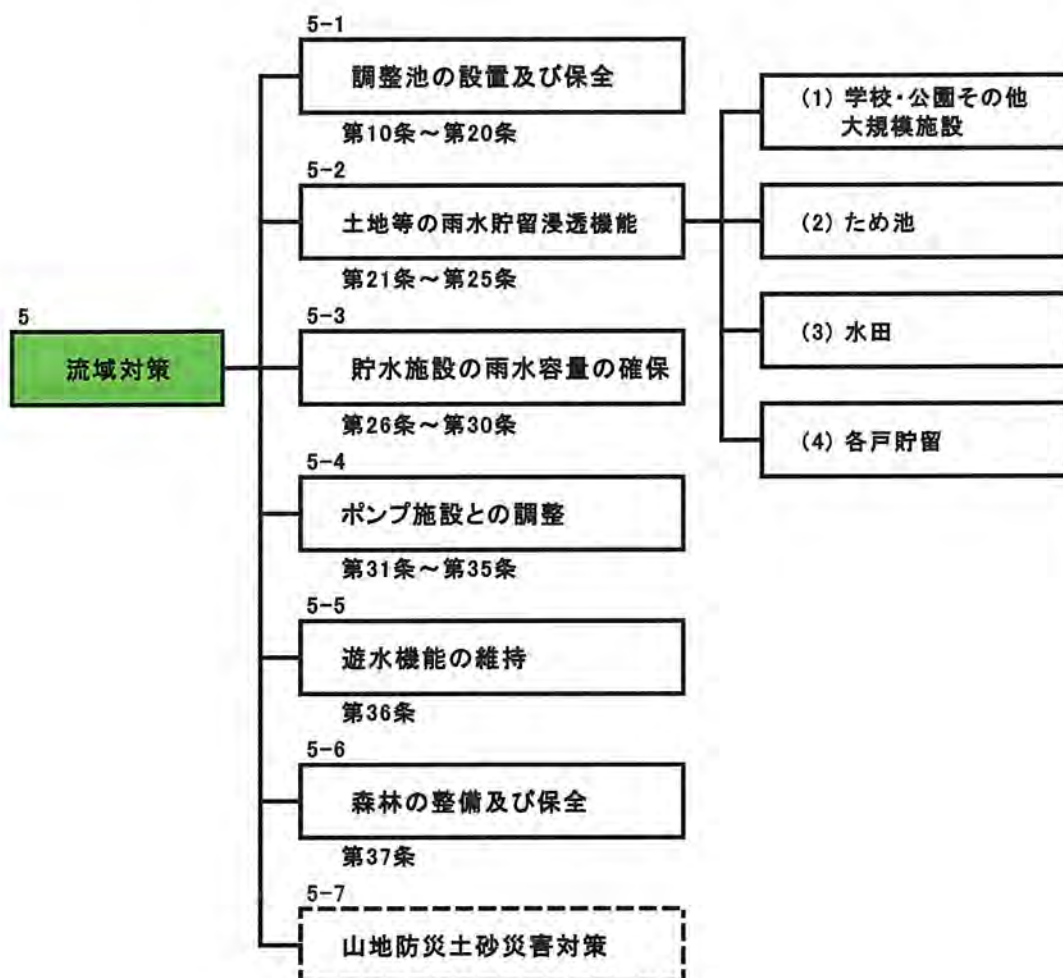 5
流域対策
5-1
調整池の設置及び保全
第10条～第20条
5-2
土地等の雨水貯留浸透機能
第21条～第25条
(1) 学校・公園その他
大規模施設
(2) ため池
(3) 水田
(4) 各戸貯留
5-3
貯水施設の雨水容量の確保
第26条～第30条
5-4
ポンプ施設との調整
第31条～第35条
5-5
遊水機能の維持
第36条
5-6
森林の整備及び保全
第37条
5-7
山地防災土砂災害対策